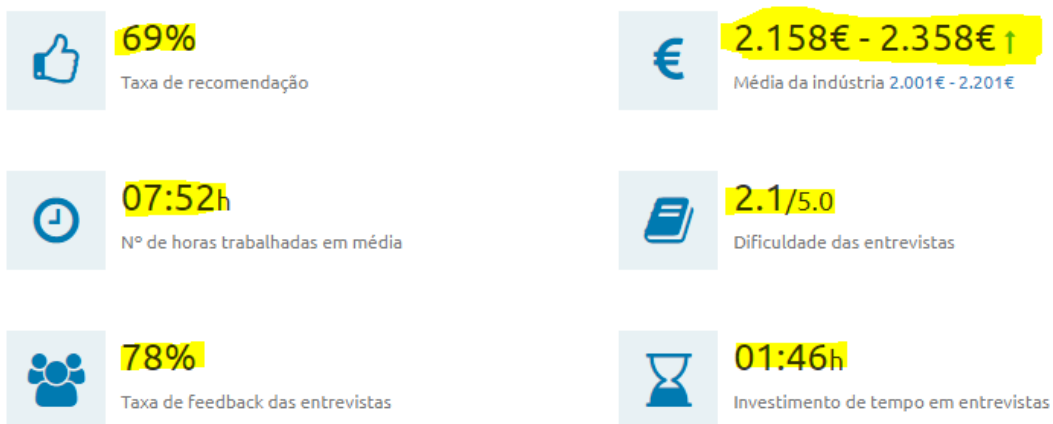 69%
Taxa de recomendação
2.158€ - 2.358€ ↑
Média da indústria 2.001€ - 2.201€
07:52h
Nº de horas trabalhadas em média
2.1/5.0
Dificuldade das entrevistas
78%
Taxa de feedback das entrevistas
01:46h
Investimento de tempo em entrevistas